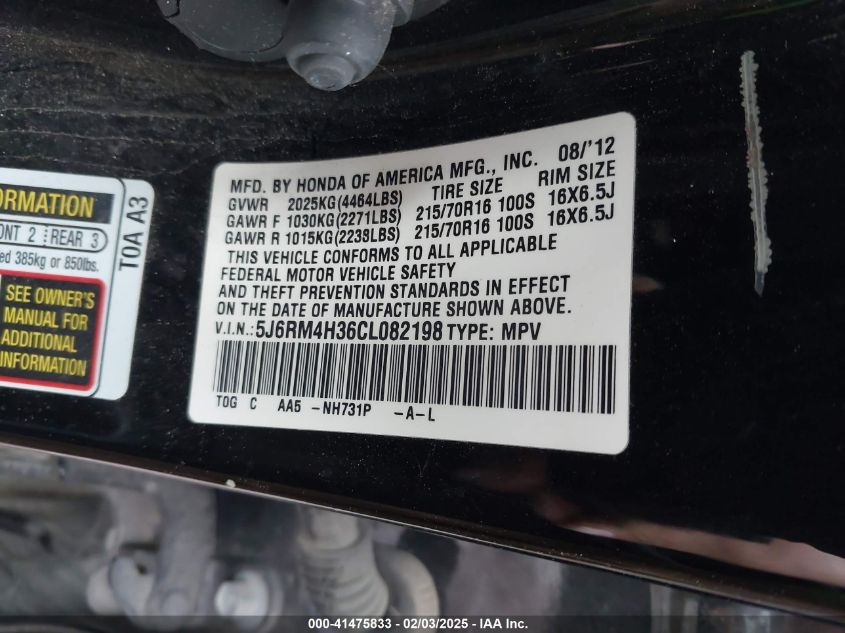 ORMATION
ONT 2 REAR 3
ed 385kg or 850lbs.
SEE OWNER'S
MANUAL FOR
ADDITIONAL
INFORMATION
T0A A3
MFD. BY HONDA OF AMERICA MFG., INC. 08/'12
GVWR 2025KG(4464LBS) TIRE SIZE RIM SIZE
GAWR F 1030KG(2271LBS) 215/70R16 100S 16X6.5J
GAWR R 1015KG(2238LBS) 215/70R16 100S 16X6.5J
THIS VEHICLE CONFORMS TO ALL APPLICABLE
FEDERAL MOTOR VEHICLE SAFETY
AND THEFT PREVENTION STANDARDS IN EFFECT
ON THE DATE OF MANUFACTURE SHOWN ABOVE.
V.I.N.:5J6RM4H36CL082198 TYPE: MPV
T0G C AA5 -NH731P -A-L
000-41475833 - 02/03/2025 - IAA Inc.